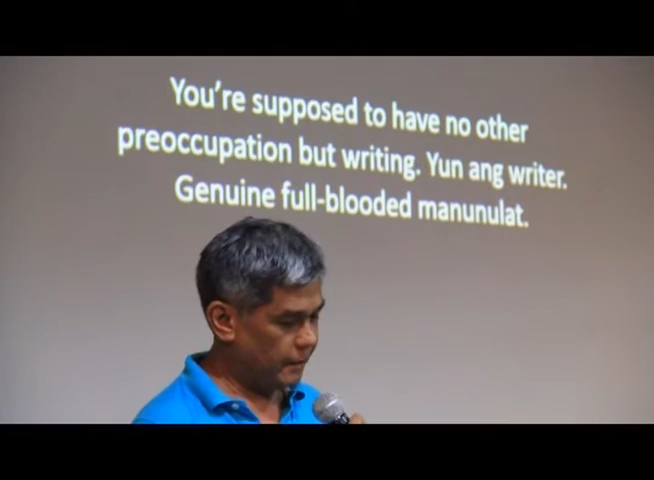 You're supposed to have no other
preoccupation but writing. Yun ang writer.
Genuine full-blooded manunulat.